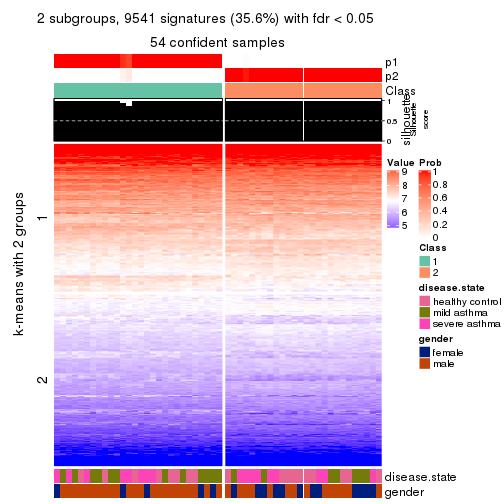 2 subgroups, 9541 signatures (35.6%) with fdr < 0.05
54 confident samples
p1
p2
Class
1
0.5
0
silhouette
Silhouette
score
k-means with 2 groups
1
2
Value
9
8
7
6
5
Prob
1
0.8
0.6
0.4
0.2
0
Class
1
2
disease.state
healthy control
mild asthma
severe asthma
gender
female
male
disease.state
gender